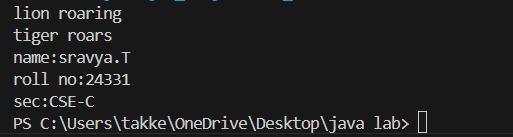 lion roaring
tiger roars
name:sravya.T
roll no:24331
sec:CSE-C
PS C:\Users\takke\OneDrive\Desktop\java lab>